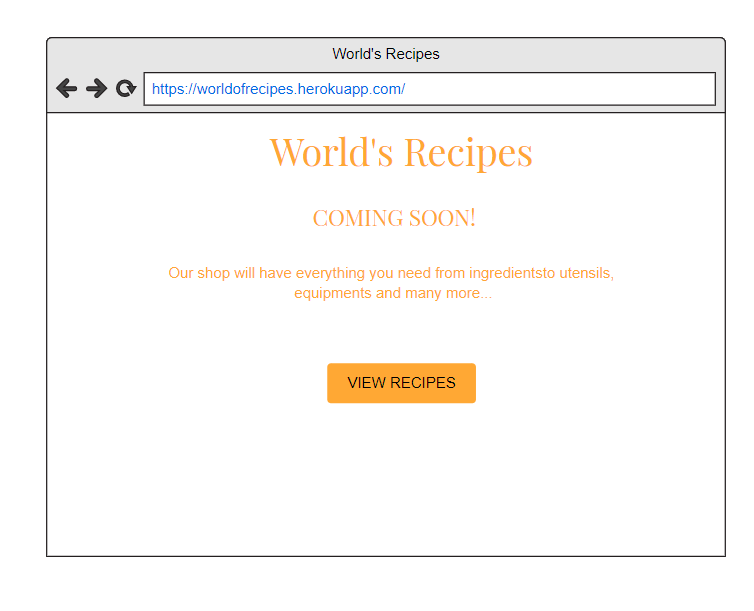 World's Recipes
https://worldofrecipes.herokuapp.com/
World's Recipes
COMING SOON!
Our shop will have everything you need from ingredientsto utensils,
equipments and many more...
VIEW RECIPES